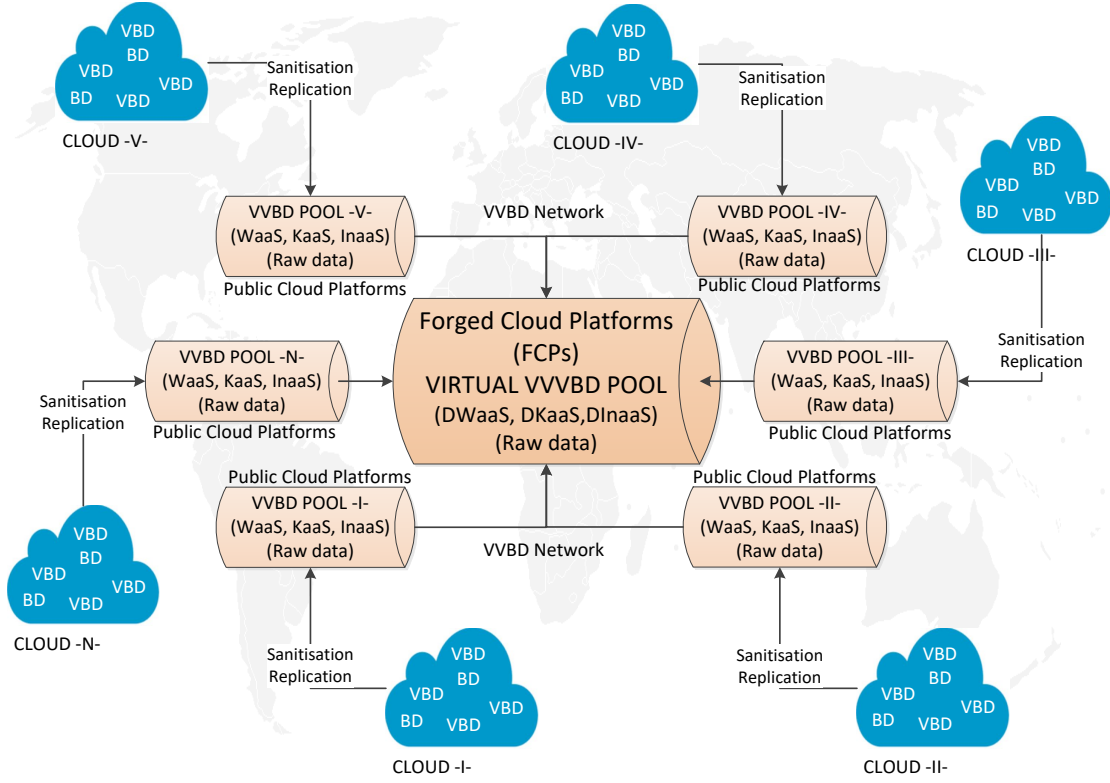 VBD
BD
VBD
VBD
BD
VBD
CLOUD -V-
Sanitisation
Replication
VBD
BD
VBD
VBD
BD
VBD
CLOUD -IV-
Sanitisation
Replication
VBD
BD
VBD
VBD
BD
VBD
CLOUD -III-
Sanitisation
Replication
VVBD POOL -V-
(WaaS, KaaS, InaaS)
(Raw data)
Public Cloud Platforms
VVBD Network
VVBD POOL -IV-
(WaaS, KaaS, InaaS)
(Raw data)
Public Cloud Platforms
VVBD POOL -N-
(WaaS, KaaS, InaaS)
(Raw data)
Public Cloud Platforms
Sanitisation
Replication
Forged Cloud Platforms
(FCPs)
VIRTUAL VVVBD POOL
(DWaaS, DKaaS,DInaaS)
(Raw data)
VVBD POOL -III-
(WaaS, KaaS, InaaS)
(Raw data)
Public Cloud Platforms
Public Cloud Platforms
VVBD POOL -I-
(WaaS, KaaS, InaaS)
(Raw data)
VVBD Network
Public Cloud Platforms
VVBD POOL -II-
(WaaS, KaaS, InaaS)
(Raw data)
VBD
BD
VBD
VBD
BD
VBD
CLOUD -N-
Sanitisation
Replication
VBD
BD
VBD
VBD
BD
VBD
CLOUD -I-
Sanitisation
Replication
VBD
BD
VBD
VBD
BD
VBD
CLOUD -II-